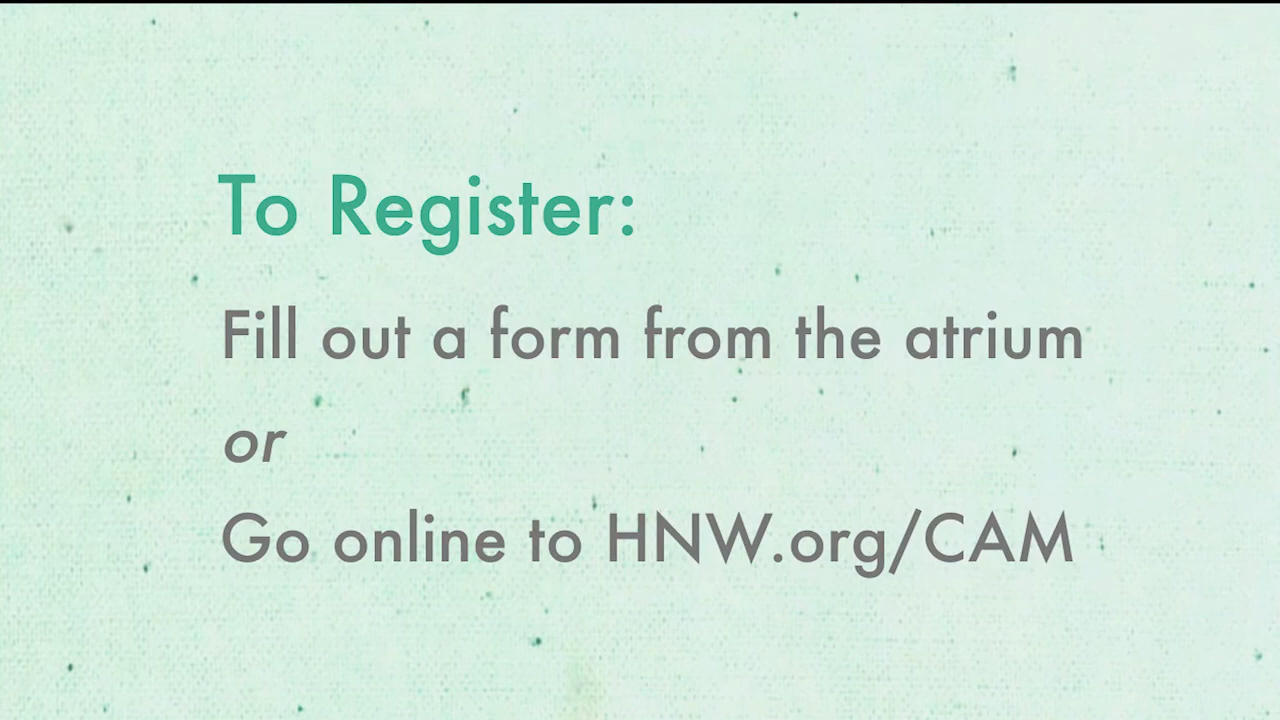 To Register:
Fill out a form from the atrium
or
Go online to HNW.org/CAM